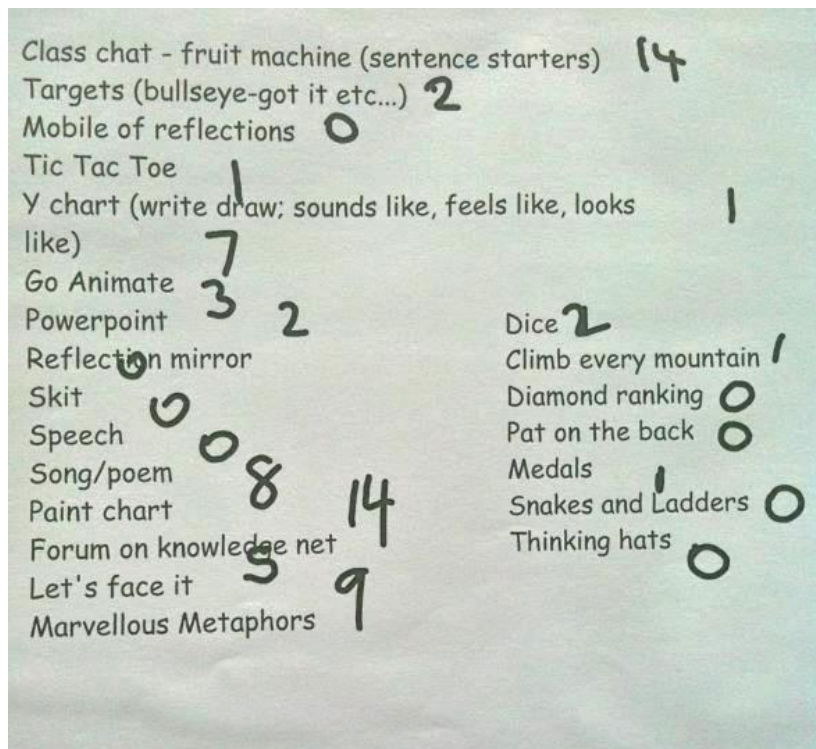 Class chat - fruit machine (sentence starters) 14
Targets (bullseye-got it etc...) 2
Mobile of reflections 0
Tic Tac Toe 1
Y chart (write draw; sounds like, feels like, looks 1
like)
Go Animate 7
Powerpoint 3
Reflection mirror 2
Skit 0
Speech 0
Song/poem 0
Paint chart 8
Forum on knowledge net 14
Let's face it 5
Marvellous Metaphors 9
Dice 2
Climb every mountain 1
Diamond ranking 0
Pat on the back 0
Medals 1
Snakes and Ladders 0
Thinking hats 0